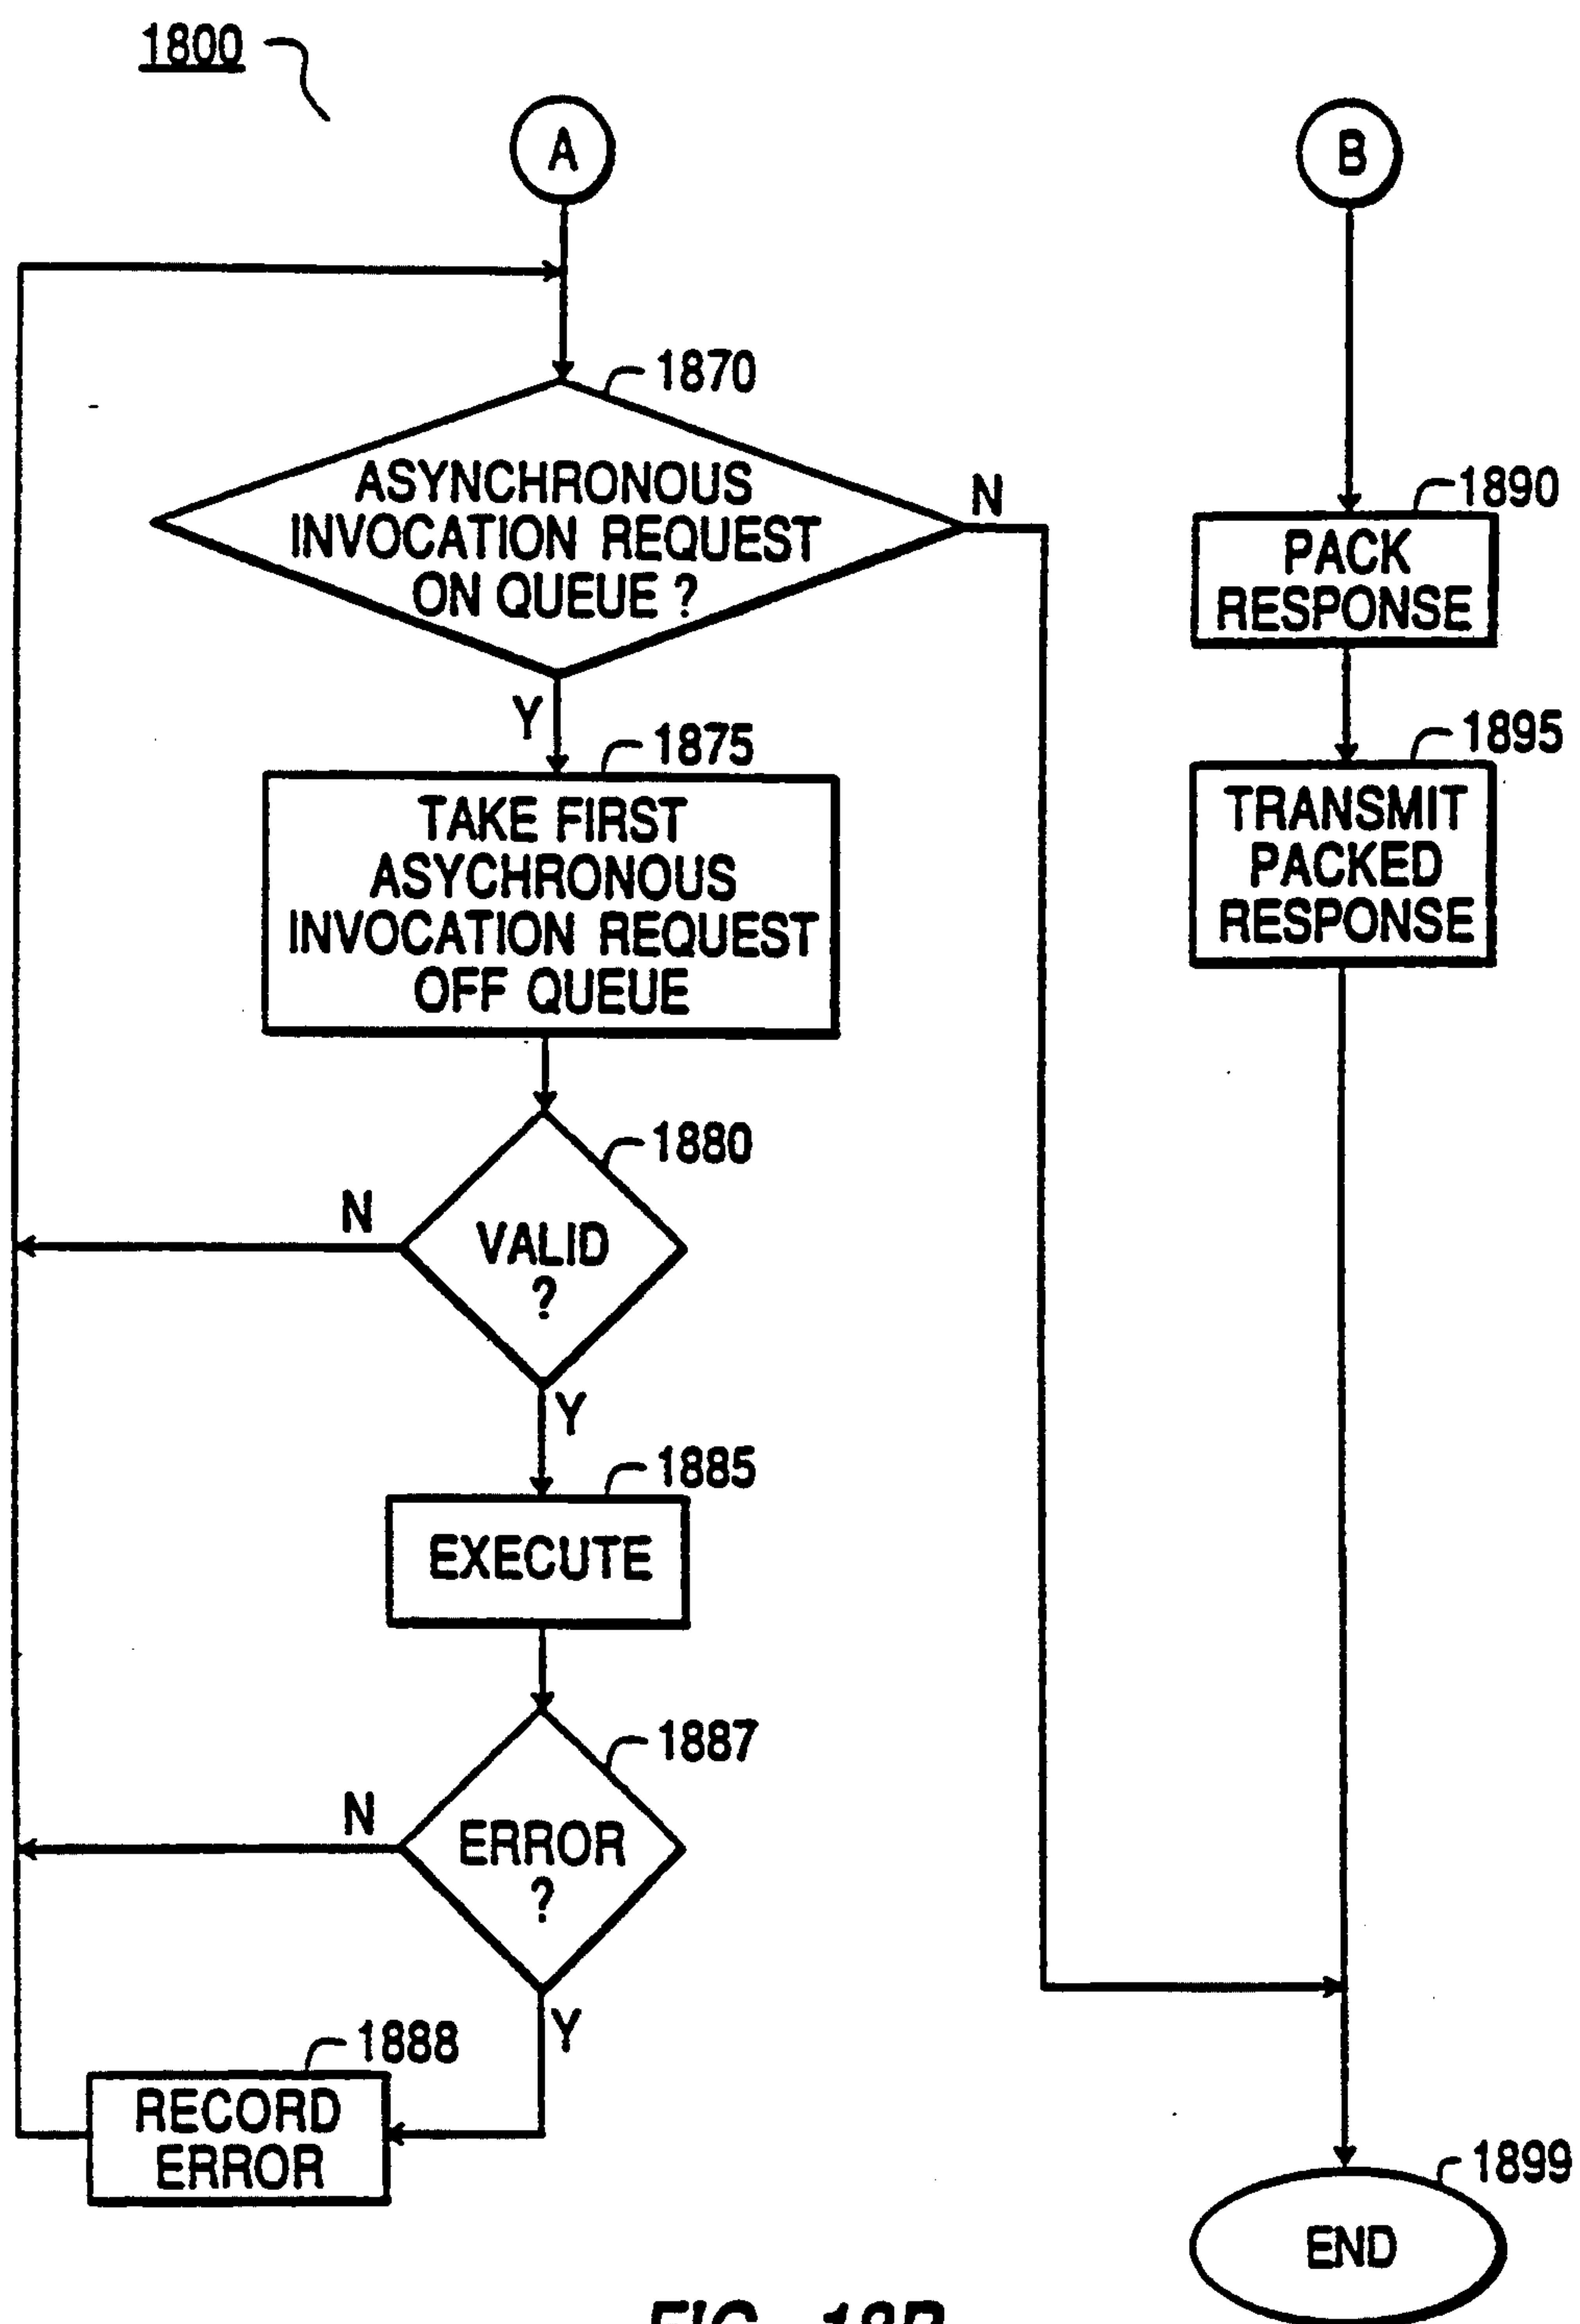 1800
A
B
1870
ASYNCHRONOUS
INVOCATION REQUEST
ON QUEUE ?
N
1890
PACK
RESPONSE
Y
1875
TAKE FIRST
ASYCHRONOUS
INVOCATION REQUEST
OFF QUEUE
1895
TRANSMIT
PACKED
RESPONSE
1880
N
VALID
?
Y
1885
EXECUTE
1887
N
ERROR
?
Y
1888
RECORD
ERROR
1899
END